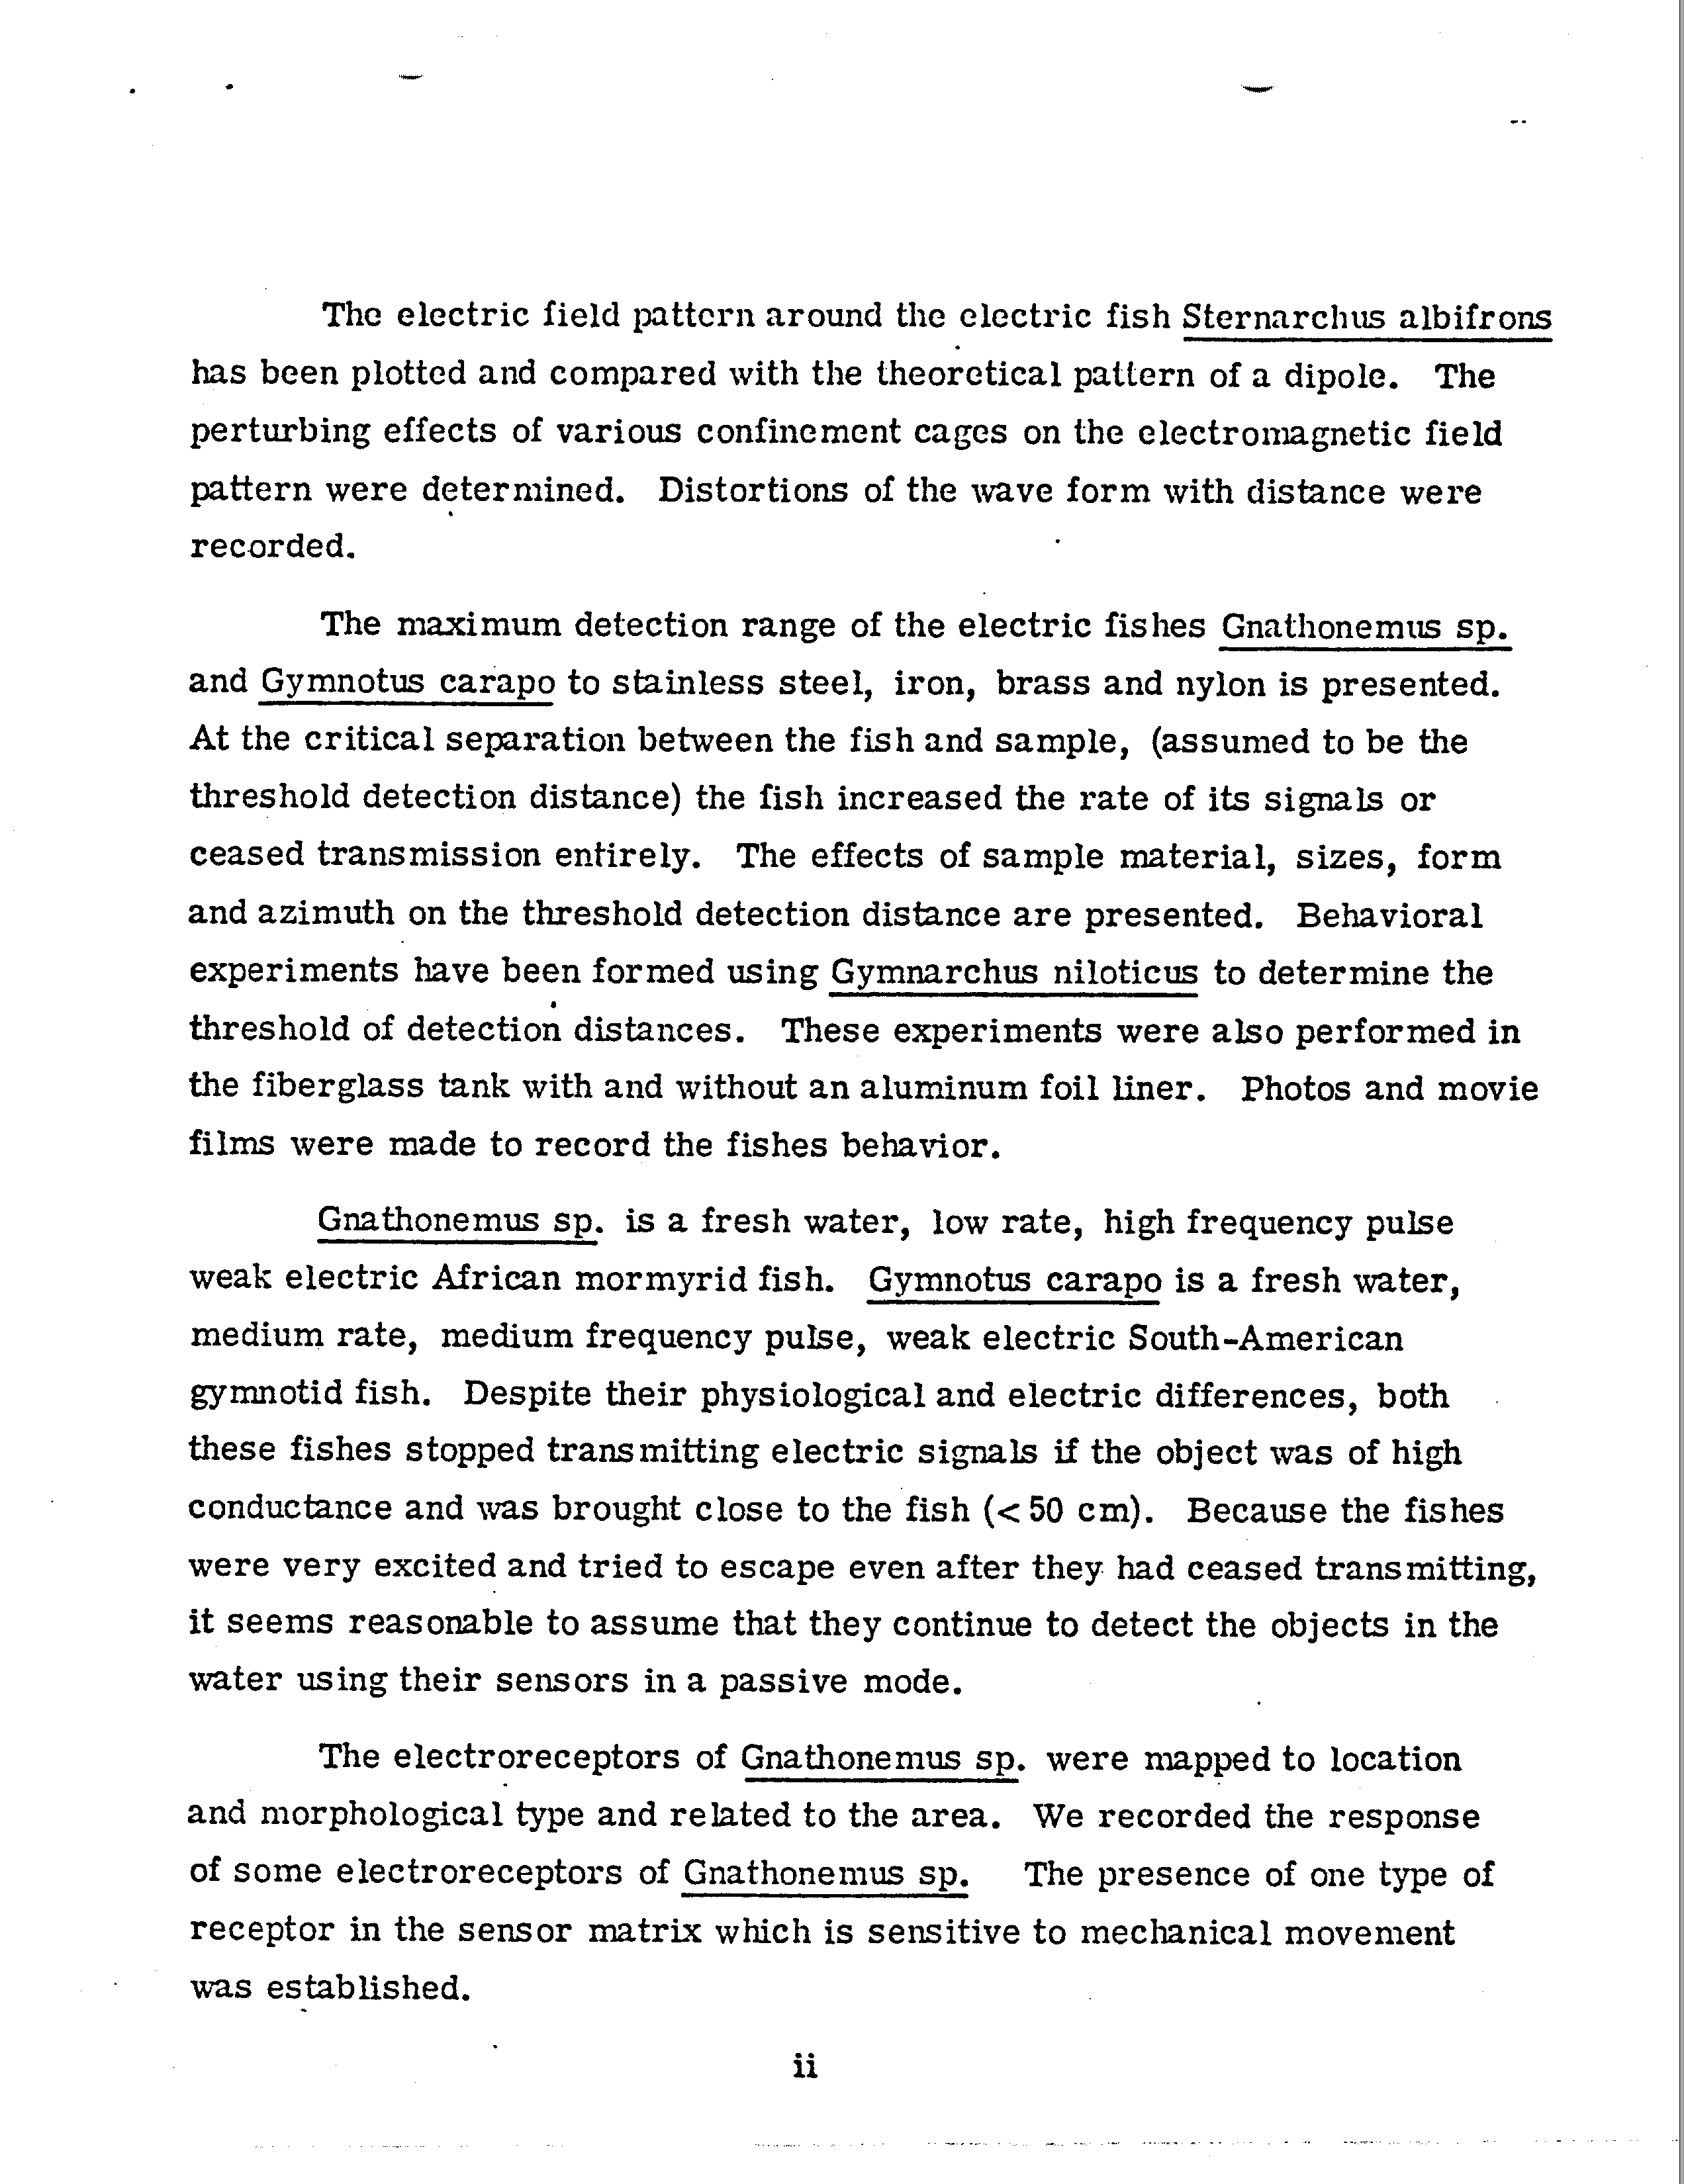 The electric field pattern around the electric fish Sternarchus albifrons
has been plotted and compared with the theoretical pattern of a dipole. The
perturbing effects of various confinement cages on the electromagnetic field
pattern were determined. Distortions of the wave form with distance were
recorded.
The maximum detection range of the electric fishes Gnathonemus sp.
and Gymnotus carapo to stainless steel, iron, brass and nylon is presented.
At the critical separation between the fish and sample, (assumed to be the
threshold detection distance) the fish increased the rate of its signals or
ceased transmission entirely. The effects of sample material, sizes, form
and azimuth on the threshold detection distance are presented. Behavioral
experiments have been formed using Gymnarchus niloticus to determine the
threshold of detection distances. These experiments were also performed in
the fiberglass tank with and without an aluminum foil liner. Photos and movie
films were made to record the fishes behavior.
Gnathonemus sp. is a fresh water, low rate, high frequency pulse
weak electric African mormyrid fish. Gymnotus carapo is a fresh water,
medium rate, medium frequency pulse, weak electric South-American
gymnotid fish. Despite their physiological and electric differences, both
these fishes stopped transmitting electric signals if the object was of high
conductance and was brought close to the fish (< 50 cm). Because the fishes
were very excited and tried to escape even after they had ceased transmitting,
it seems reasonable to assume that they continue to detect the objects in the
water using their sensors in a passive mode.
The electroreceptors of Gnathonemus sp. were mapped to location
and morphological type and related to the area. We recorded the response
of some electroreceptors of Gnathonemus sp. The presence of one type of
receptor in the sensor matrix which is sensitive to mechanical movement
was established.
ii